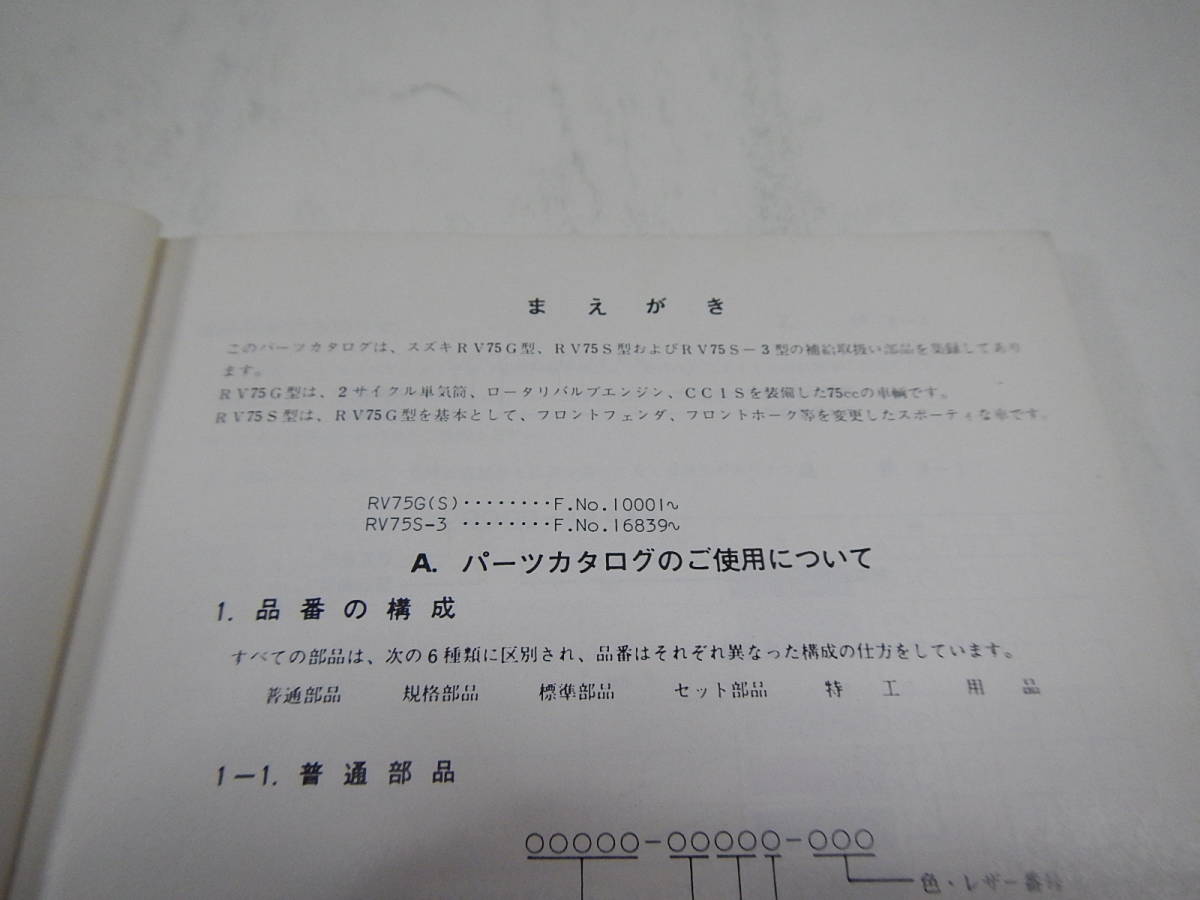 まえがき
このパーツカタログは、スズキRV75G型、RV75S型およびRV75S−3型の補給取扱い部品を集録してあり
ます。
RV75G型は、2サイクル単気筒、ロータリバルブエンジン、CCISを装備した75ccの車輌です。
RV75S型は、RV75G型を基本として、フロントフェンダ、フロントホーク等を変更したスポーティな車です。
RV75G(S)········F.No.10001~
RV75S-3 ········F.No.16839~
A. パーツカタログのご使用について
1. 品番の構成
すべての部品は、次の6種類に区別され、品番はそれぞれ異なった構成の仕方をしています。
普通部品 規格部品 標準部品 セット部品 特工 用品
1−1. 普通部品
○○○○○−○○○○○−○○○
色・レザー番号